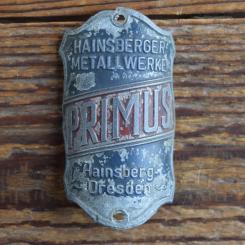 HAINSBERGER
METALLWERKE
PRIMUS
Hainsberg-
Dresden